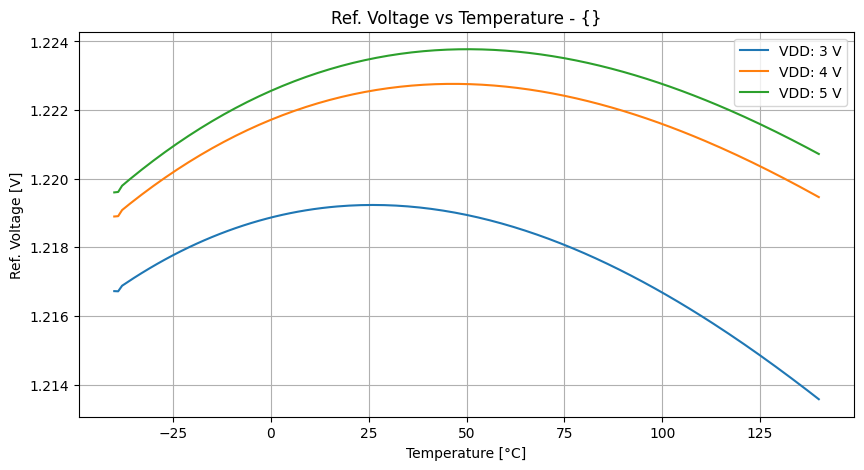 Ref. Voltage vs Temperature - {}
VDD: 3 V
VDD: 4 V
VDD: 5 V
Ref. Voltage [V]
1.224
1.222
1.220
1.218
1.216
1.214
−25
0
25
50
75
100
125
Temperature [°C]